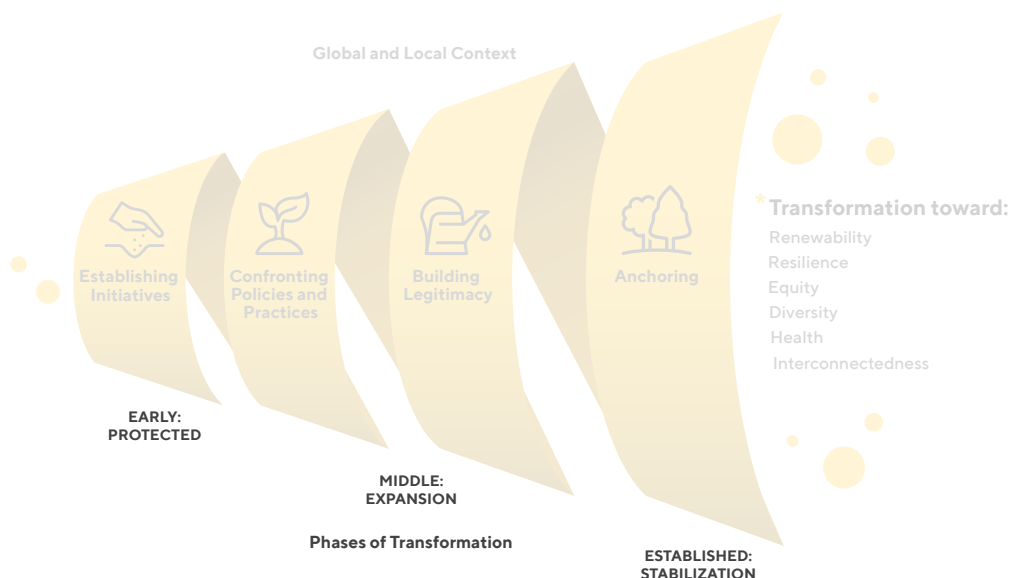 Global and Local Context
Establishing
Initiatives
Confronting
Policies and
Practices
Building
Legitimacy
Anchoring
*Transformation toward:
Renewability
Resilience
Equity
Diversity
Health
Interconnectedness
EARLY:
PROTECTED
MIDDLE:
EXPANSION
Phases of Transformation
ESTABLISHED:
STABILIZATION